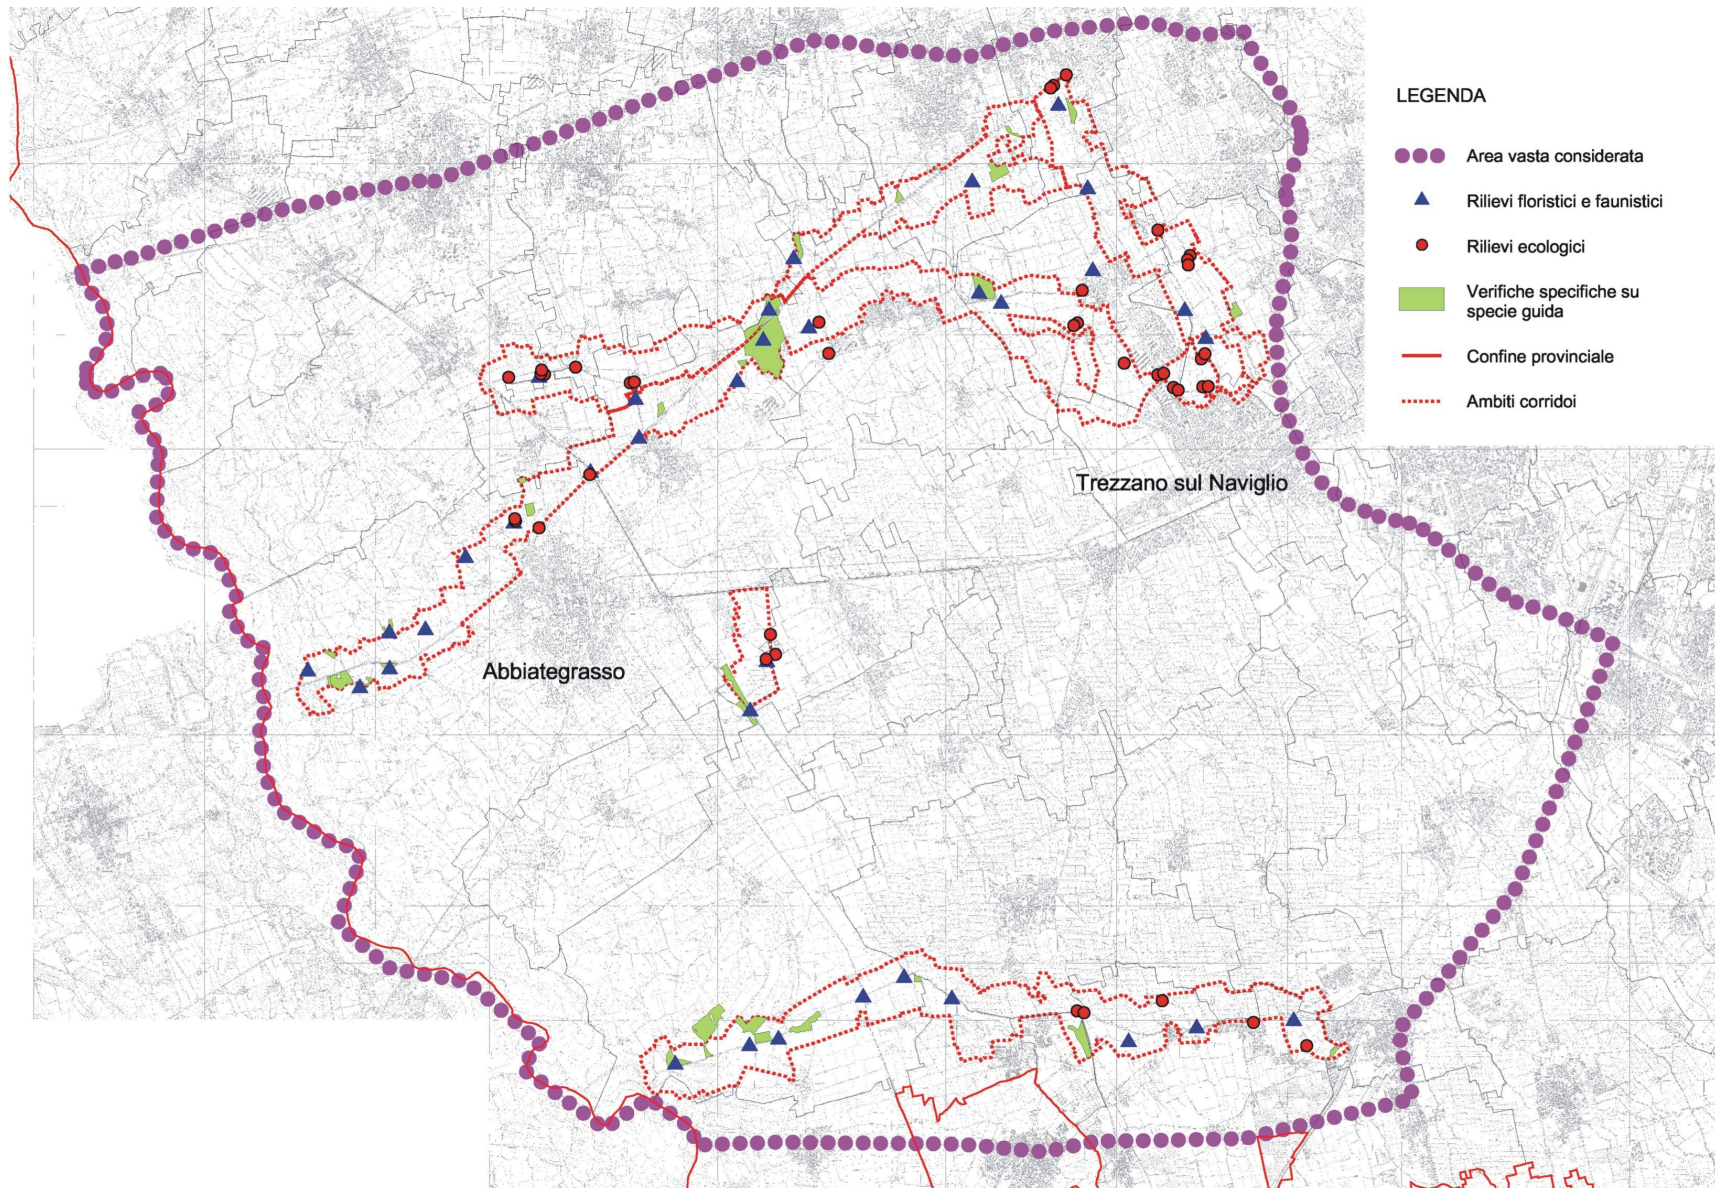 LEGENDA
Area vasta considerata
Rilievi floristici e faunistici
Rilievi ecologici
Verifiche specifiche su
specie guida
Confine provinciale
Ambiti corridoi
Trezzano sul Naviglio
Abbiategrasso